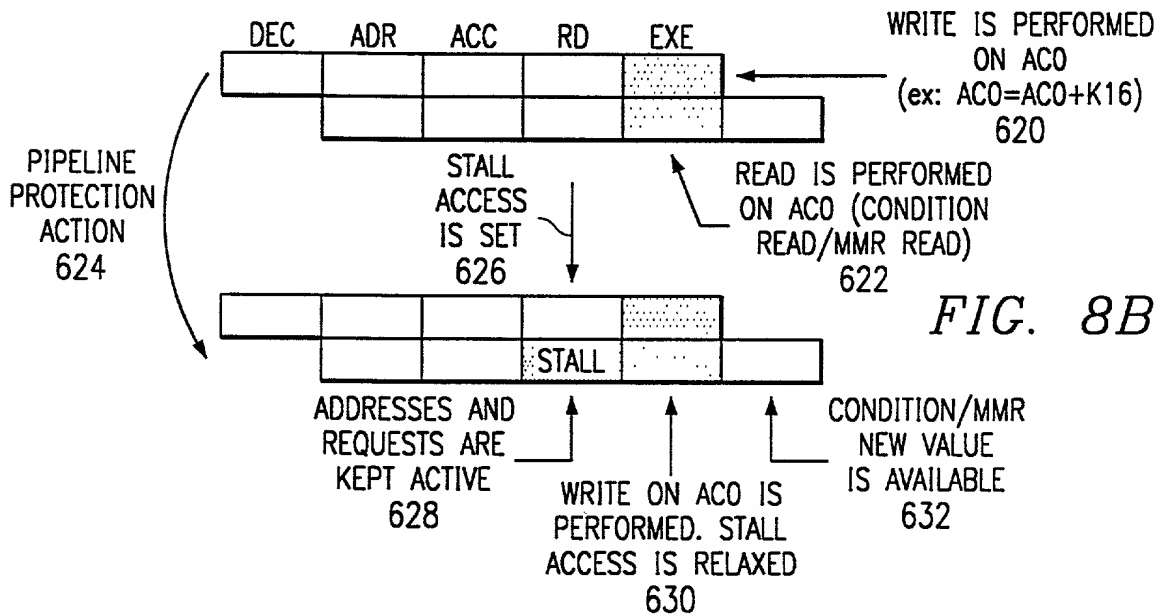 DEC ADR ACC RD EXE
WRITE IS PERFORMED
ON AC0
(ex: AC0=AC0+K16)
620
PIPELINE
PROTECTION
ACTION
624
STALL
ACCESS
IS SET
626
READ IS PERFORMED
ON AC0 (CONDITION
READ/MMR READ)
622
FIG. 8B
STALL
ADDRESSES AND
REQUESTS ARE
KEPT ACTIVE
628
WRITE ON AC0 IS
PERFORMED. STALL
ACCESS IS RELAXED
630
CONDITION/MMR
NEW VALUE
IS AVAILABLE
632